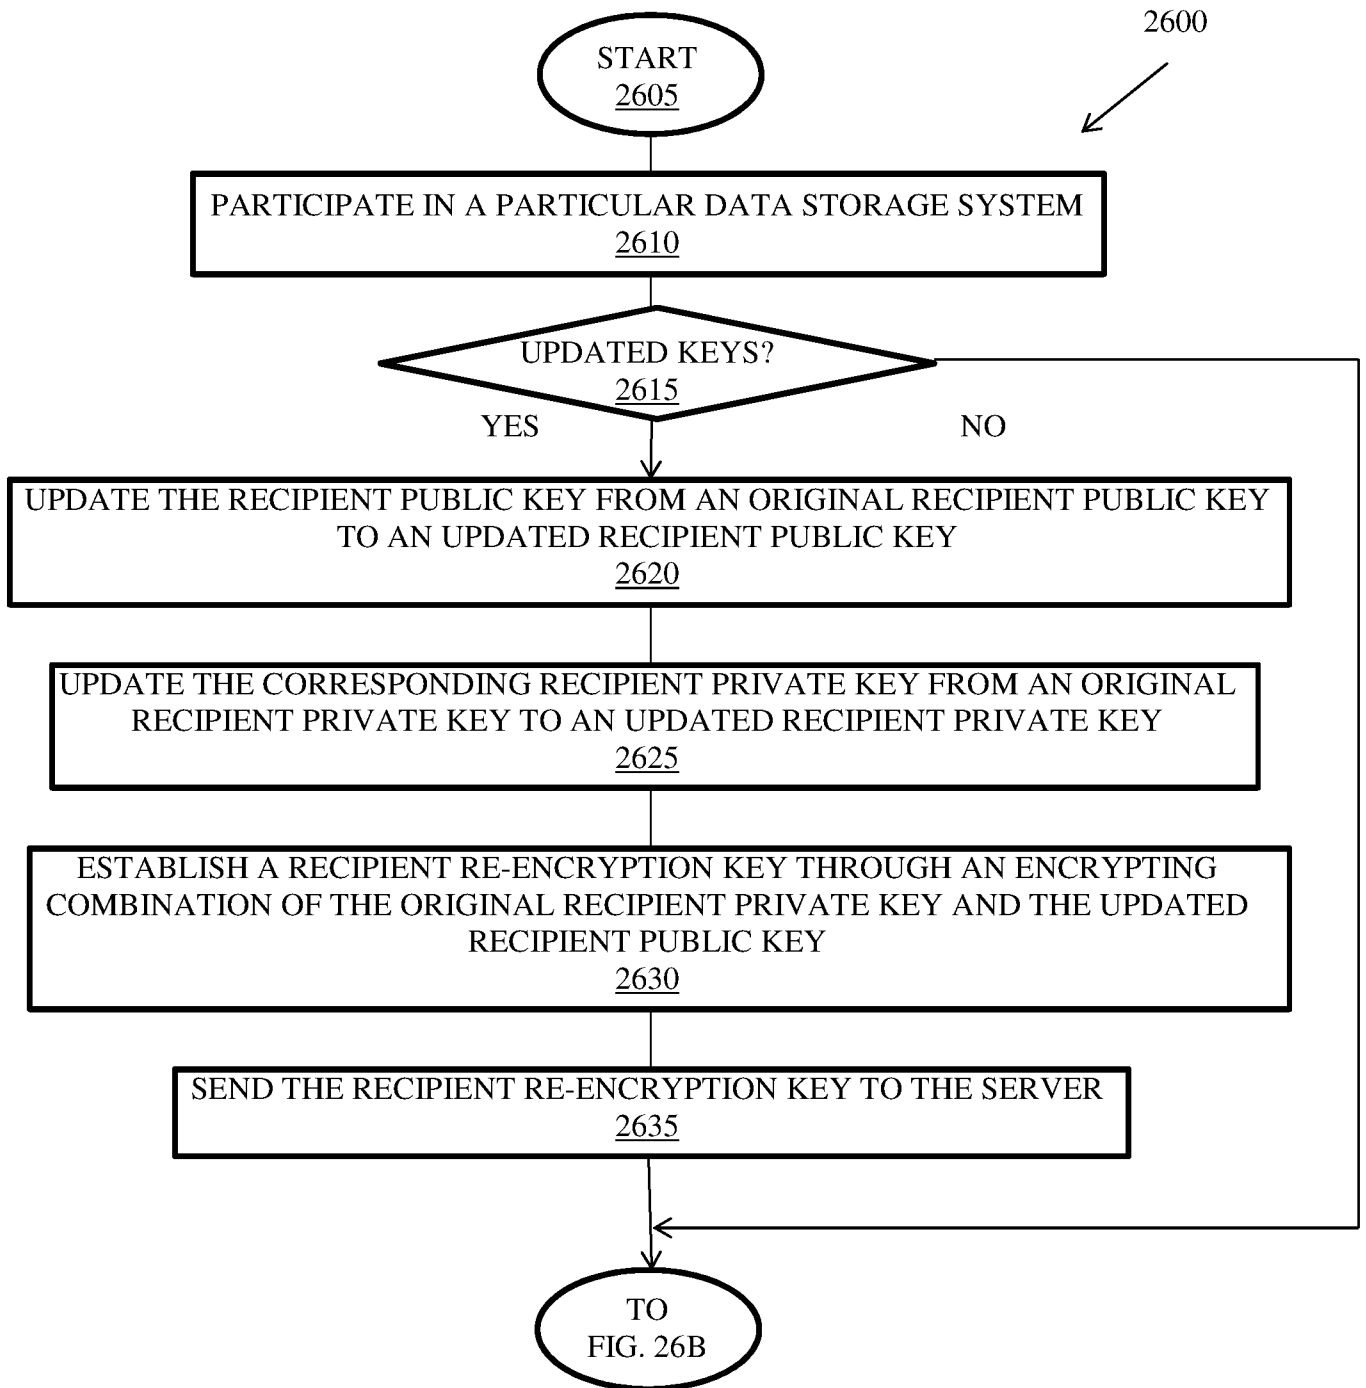 2600
START
2605
PARTICIPATE IN A PARTICULAR DATA STORAGE SYSTEM
2610
UPDATED KEYS?
2615
YES
NO
UPDATE THE RECIPIENT PUBLIC KEY FROM AN ORIGINAL RECIPIENT PUBLIC KEY
TO AN UPDATED RECIPIENT PUBLIC KEY
2620
UPDATE THE CORRESPONDING RECIPIENT PRIVATE KEY FROM AN ORIGINAL
RECIPIENT PRIVATE KEY TO AN UPDATED RECIPIENT PRIVATE KEY
2625
ESTABLISH A RECIPIENT RE-ENCRYPTION KEY THROUGH AN ENCRYPTING
COMBINATION OF THE ORIGINAL RECIPIENT PRIVATE KEY AND THE UPDATED
RECIPIENT PUBLIC KEY
2630
SEND THE RECIPIENT RE-ENCRYPTION KEY TO THE SERVER
2635
TO
FIG. 26B